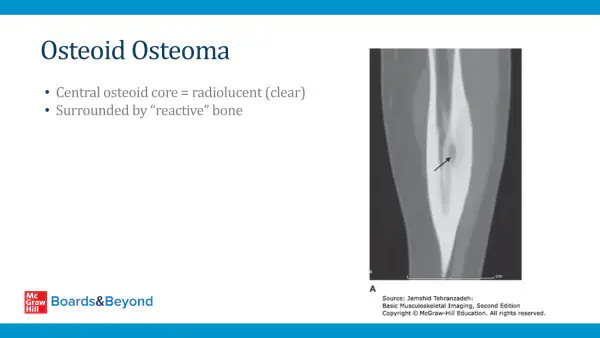 Osteoid Osteoma
• Central osteoid core = radiolucent (clear)
• Surrounded by “reactive” bone
A
Source: Jamshid Tehranzadeh:
Basic Musculoskeletal Imaging, Second Edition
Copyright © McGraw-Hill Education. All rights reserved.
Mc
Graw
Hill
Boards&Beyond